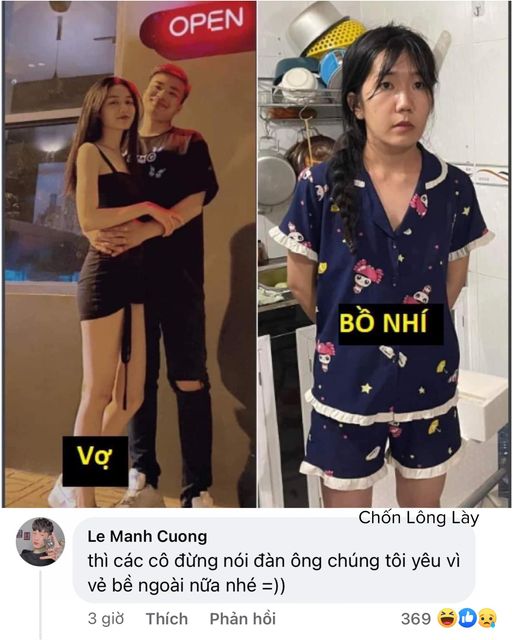 OPEN
Vợ
BỒ NHÍ
Chốn Lông Lày
Le Manh Cuong
thì các cô đừng nói đàn ông chúng tôi yêu vì
vẻ bề ngoài nữa nhé =))
3 giờ Thích Phản hồi 369